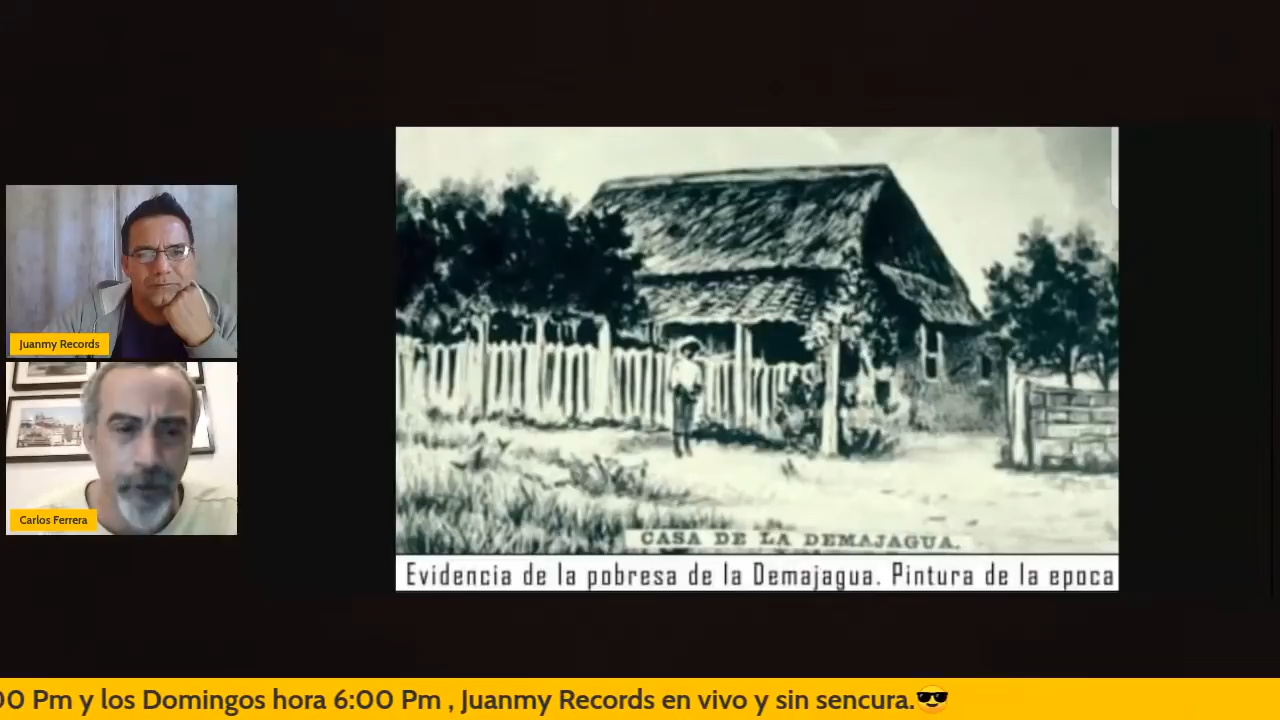 Juanmy Records
Carlos Ferrera
CASA DE LA DEMAJAGUA.
Evidencia de la pobresa de la Demajagua. Pintura de la epoca
00 Pm y los Domingos hora 6:00 Pm , Juanmy Records en vivo y sin sencura.😎